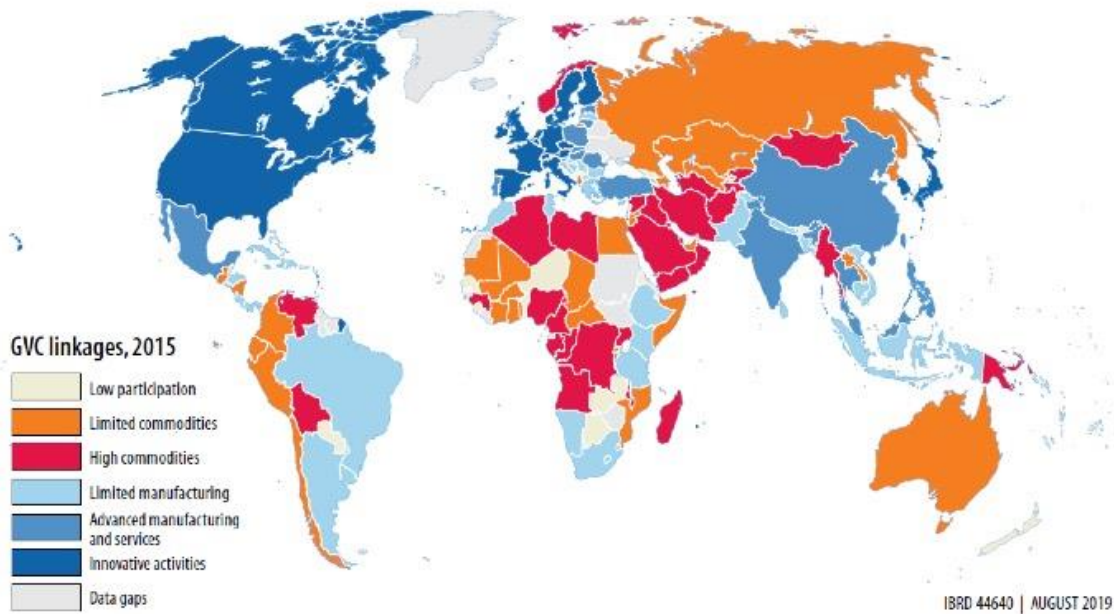 GVC linkages, 2015
Low participation
Limited commodities
High commodities
Limited manufacturing
Advanced manufacturing
and services
Innovative activities
Data gaps
IBRD 44640 | AUGUST 2019